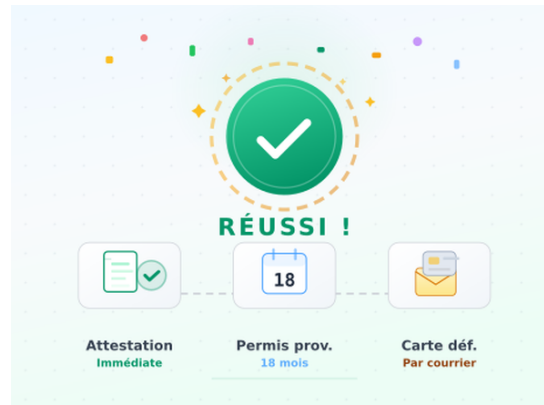 RÉUSSI !
18
Attestation
Immédiate
Permis prov.
18 mois
Carte déf.
Par courrier